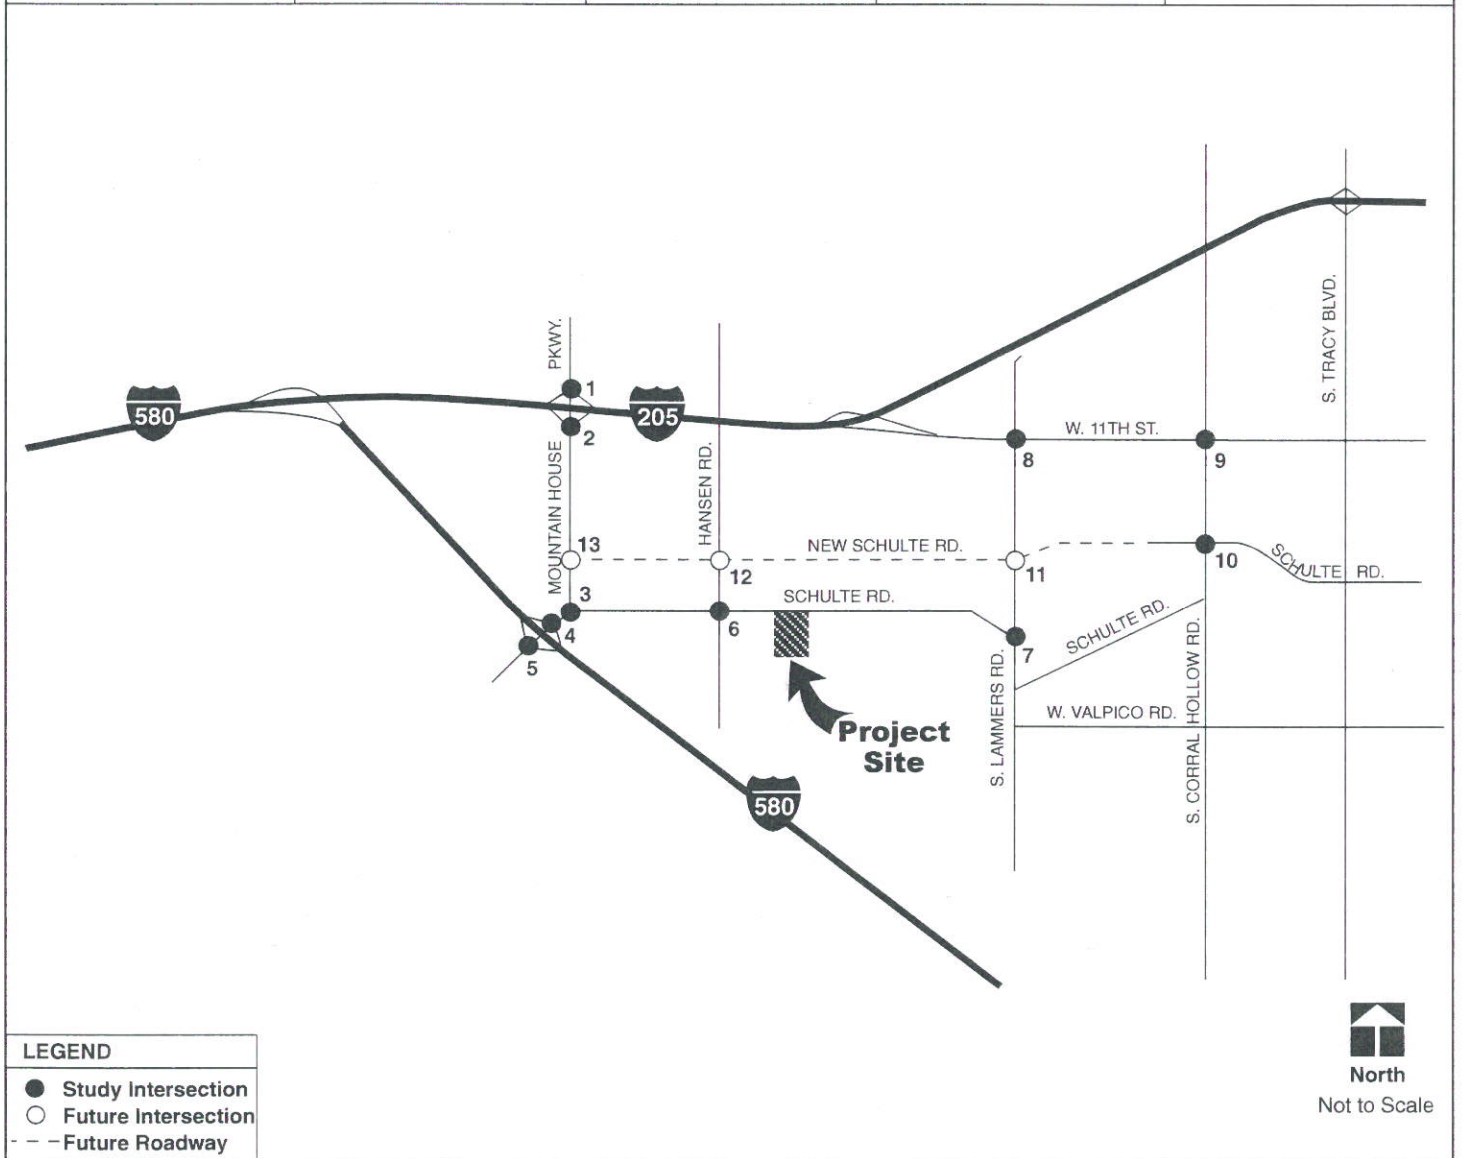 S. TRACY BLVD.
PKWY.
1
580
205
2
W. 11TH ST.
8
9
MOUNTAIN HOUSE
HANSEN RD.
13
NEW SCHULTE RD.
12
11
10
SCHULTE RD.
3
SCHULTE RD.
4
6
SCHULTE RD.
5
7
S. LAMMERS RD.
S. CORRAL HOLLOW RD.
W. VALPICO RD.
Project
Site
580
LEGEND
Study Intersection
Future Intersection
Future Roadway
North
Not to Scale